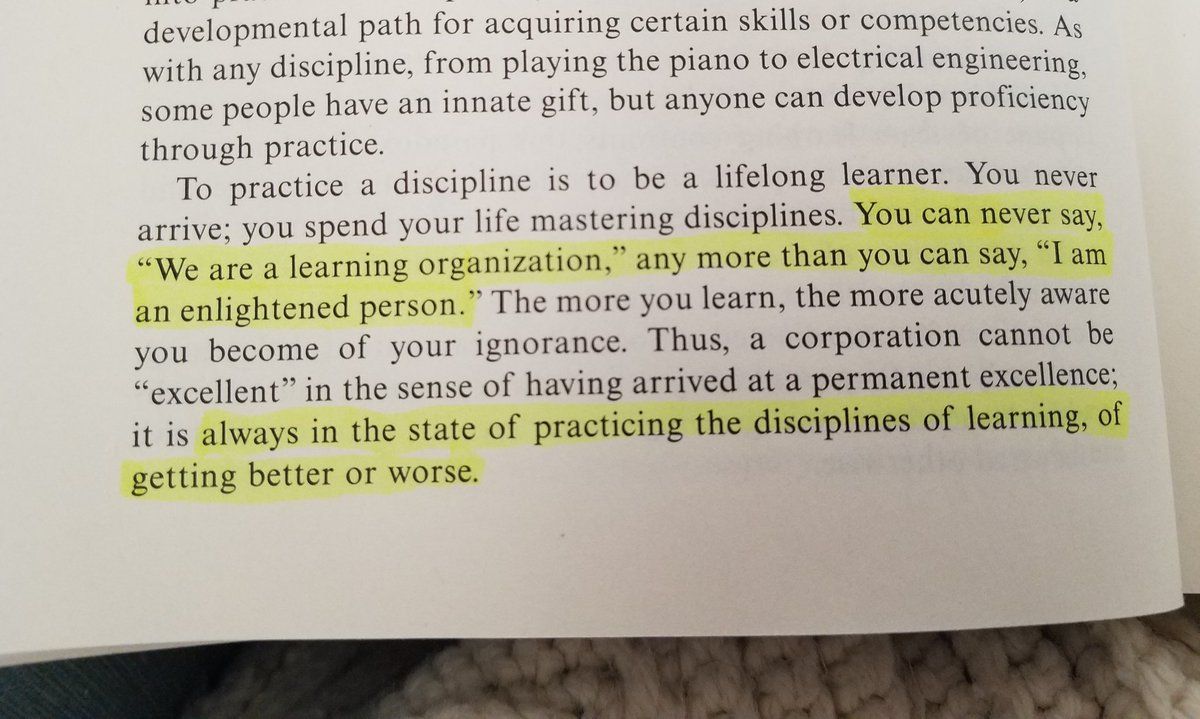 developmental path for acquiring certain skills or competencies. As
with any discipline, from playing the piano to electrical engineering,
some people have an innate gift, but anyone can develop proficiency
through practice.
To practice a discipline is to be a lifelong learner. You never
arrive; you spend your life mastering disciplines. You can never say,
“We are a learning organization,” any more than you can say, “I am
an enlightened person.” The more you learn, the more acutely aware
you become of your ignorance. Thus, a corporation cannot be
“excellent” in the sense of having arrived at a permanent excellence;
it is always in the state of practicing the disciplines of learning, of
getting better or worse.